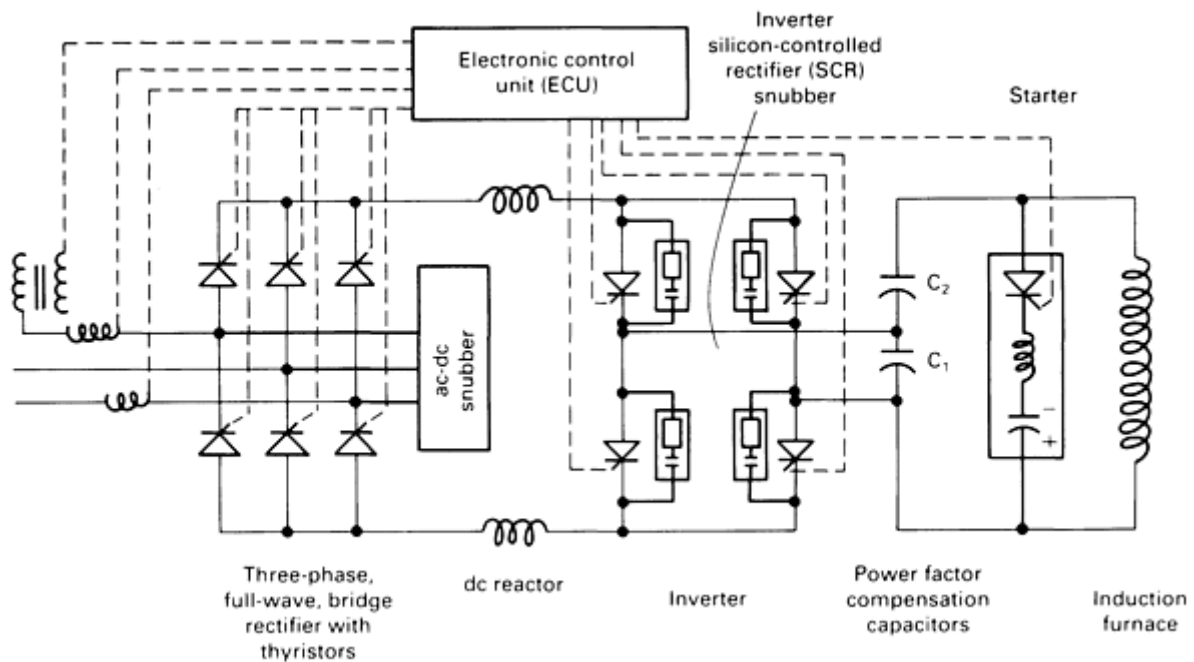 Inverter
silicon-controlled
rectifier (SCR)
snubber
Electronic control
unit (ECU)
Starter
ac-dc
snubber
C2
C1
−
+
Three-phase,
full-wave, bridge
rectifier with
thyristors
dc reactor
Inverter
Power factor
compensation
capacitors
Induction
furnace